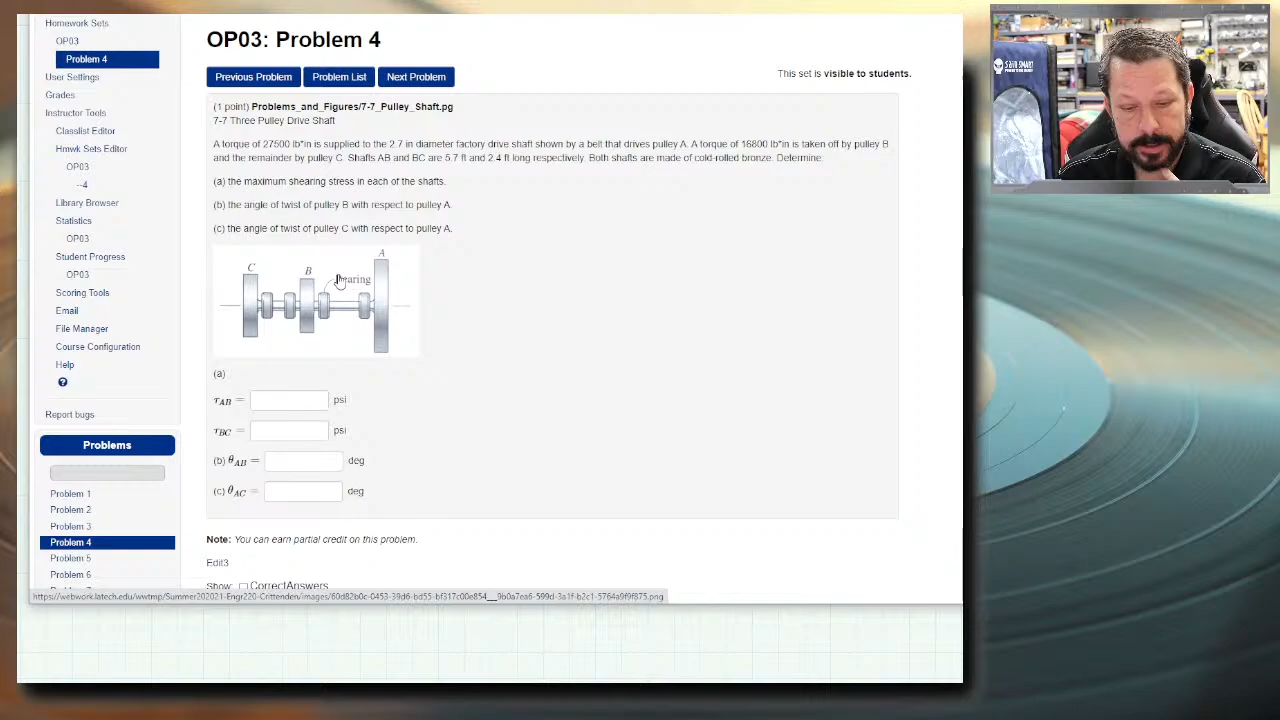 Homework Sets
OP03
Problem 4
User Settings
Grades
Instructor Tools
Classlist Editor
Hmwk Sets Editor
OP03
--4
Library Browser
Statistics
OP03
Student Progress
OP03
Scoring Tools
Email
File Manager
Course Configuration
Help
?
Report bugs
Problems
Problem 1
Problem 2
Problem 3
Problem 4
Problem 5
Problem 6
OP03: Problem 4
Previous Problem
Problem List
Next Problem
This set is visible to students.
(1 point) Problems_and_Figures/7-7_Pulley_Shaft.pg
7-7 Three Pulley Drive Shaft
A torque of 27500 lb*in is supplied to the 2.7 in diameter factory drive shaft shown by a belt that drives pulley A. A torque of 16800 lb*in is taken off by pulley B
and the remainder by pulley C. Shafts AB and BC are 5.7 ft and 2.4 ft long respectively. Both shafts are made of cold-rolled bronze. Determine:
(a) the maximum shearing stress in each of the shafts.
(b) the angle of twist of pulley B with respect to pulley A.
(c) the angle of twist of pulley C with respect to pulley A.
A
C
B
Bearing
(a)
τAB =
psi
τBC =
psi
(b) θAB =
deg
(c) θAC =
deg
Note: You can earn partial credit on this problem.
Edit3
Show:
CorrectAnswers